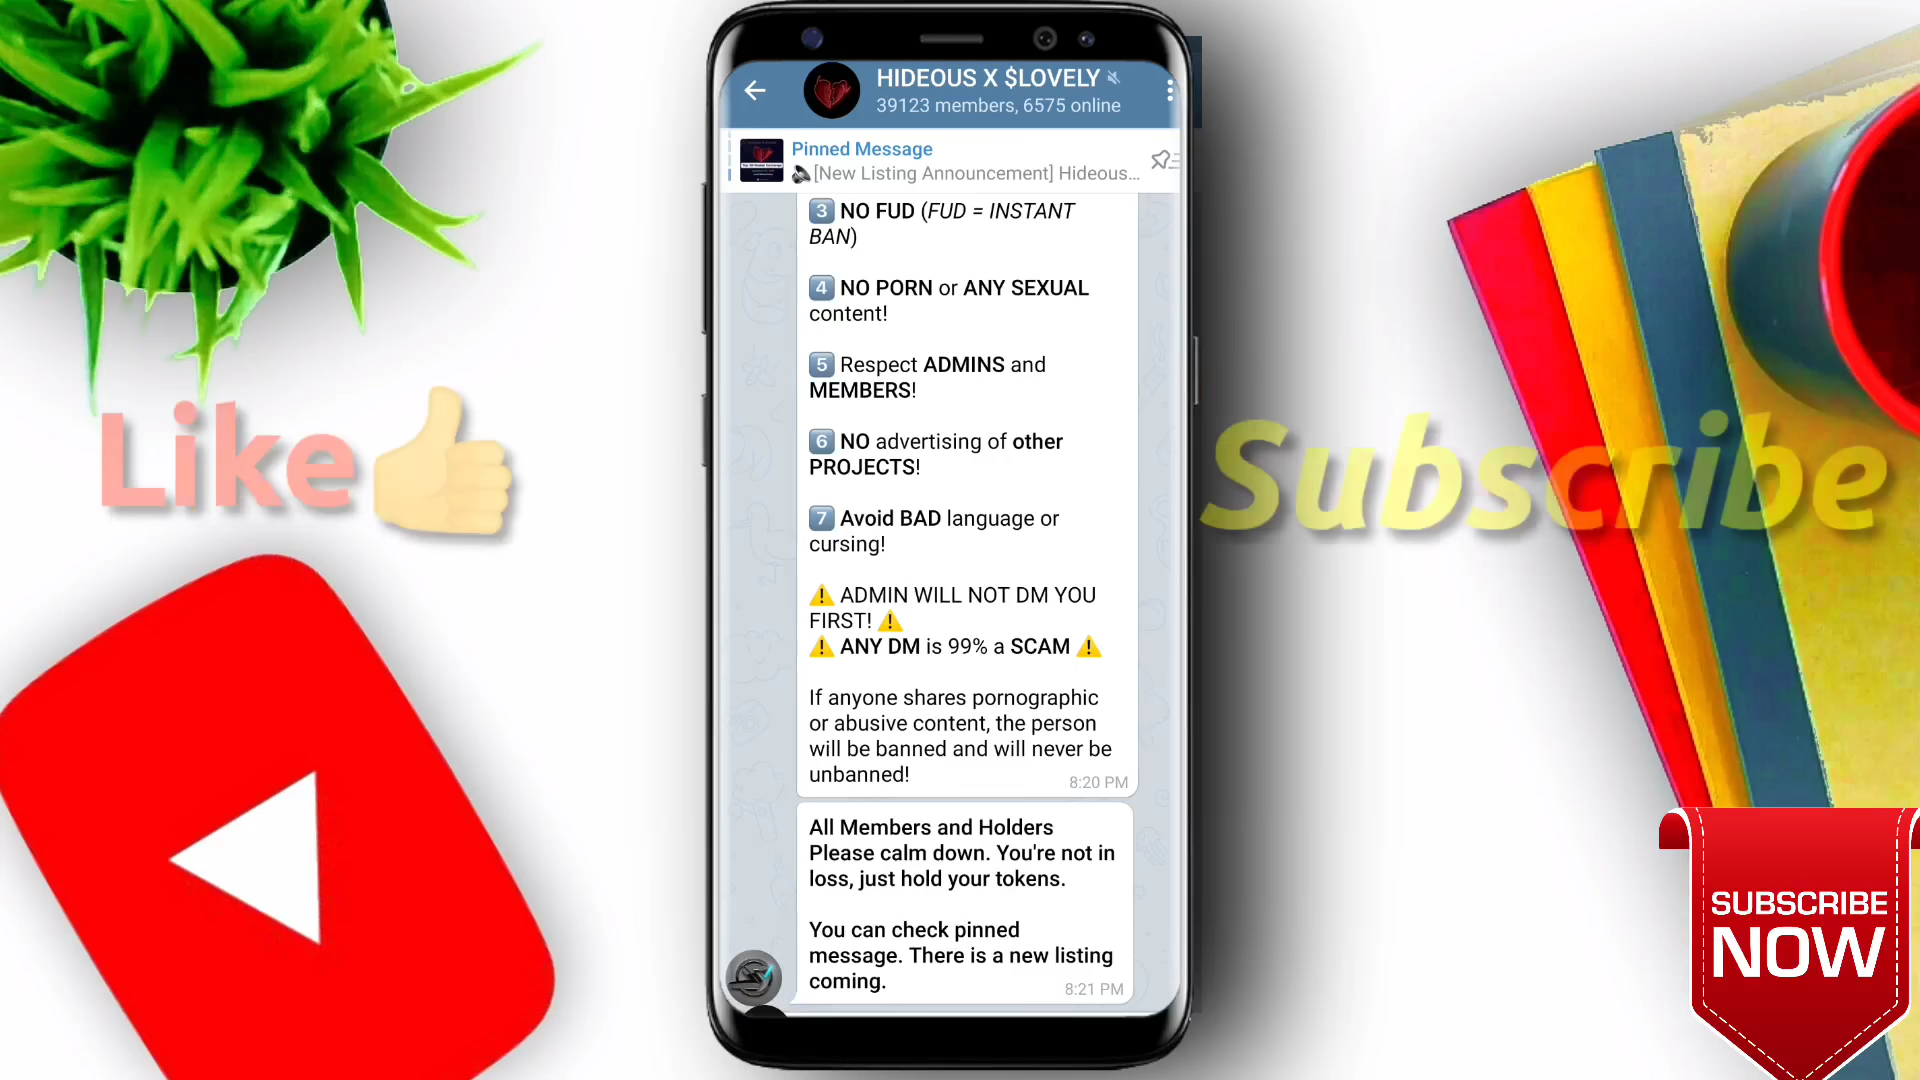 HIDEOUS X $LOVELY
39123 members, 6575 online
Pinned Message
[New Listing Announcement] Hideous...
3 NO FUD (FUD = INSTANT
BAN)
4 NO PORN or ANY SEXUAL
content!
5 Respect ADMINS and
MEMBERS!
6 NO advertising of other
PROJECTS!
7 Avoid BAD language or
cursing!
⚠️ ADMIN WILL NOT DM YOU
FIRST! ⚠️
⚠️ ANY DM is 99% a SCAM ⚠️
If anyone shares pornographic
or abusive content, the person
will be banned and will never be
unbanned!
8:20 PM
All Members and Holders
Please calm down. You're not in
loss, just hold your tokens.
You can check pinned
message. There is a new listing
coming.
8:21 PM
Like
Subscribe
SUBSCRIBE
NOW